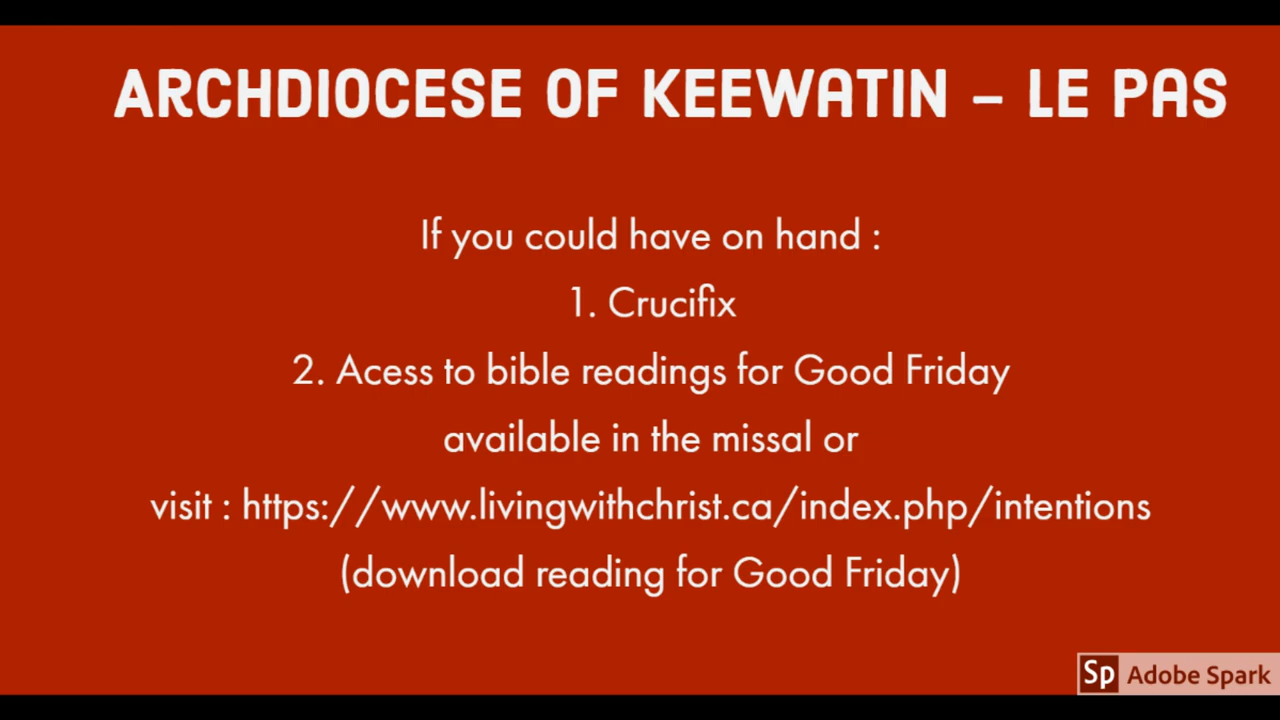 ARCHDIOCESE OF KEEWATIN – LE PAS
If you could have on hand :
1. Crucifix
2. Acess to bible readings for Good Friday
available in the missal or
visit : https://www.livingwithchrist.ca/index.php/intentions
(download reading for Good Friday)
Sp Adobe Spark